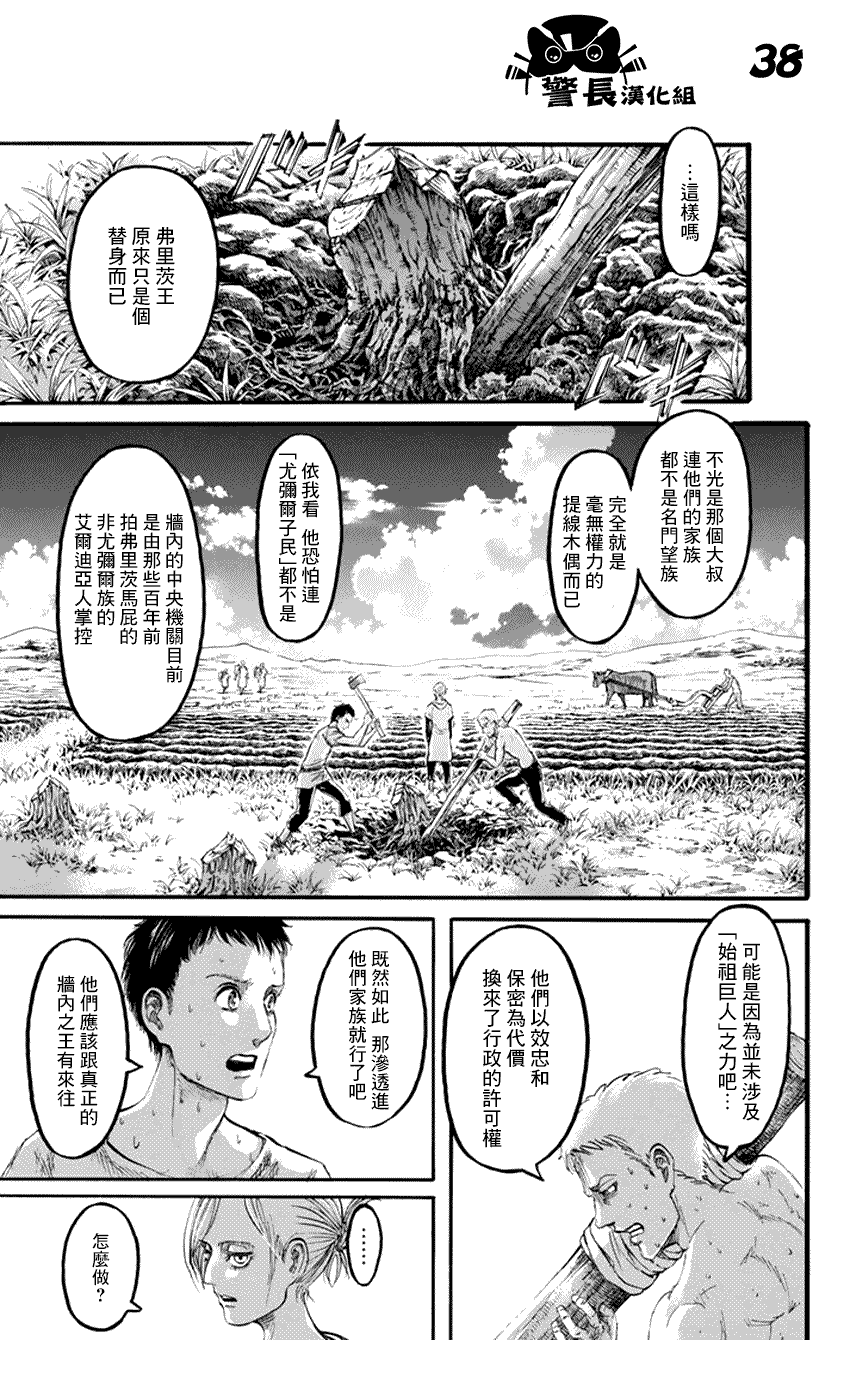 警長漢化組
38
…這樣嗎
弗里茨王
原來只是個
替身而已
不光是那個大叔
連他們的家族
都不是名門望族
完全就是
毫無權力的
提線木偶而已
依我看 他恐怕連
「尤彌爾子民」都不是
牆內的中央機關目前
是由那些百年前
拍弗里茨馬屁的
非尤彌爾族的
艾爾迪亞人掌控
可能是因為並未涉及
「始祖巨人」之力吧…
他們以效忠和
保密為代價
換來了行政的許可權
既然如此 那滲透進
他們家族就行了吧
他們應該跟真正的
牆內之王有來往
……
怎麼做？